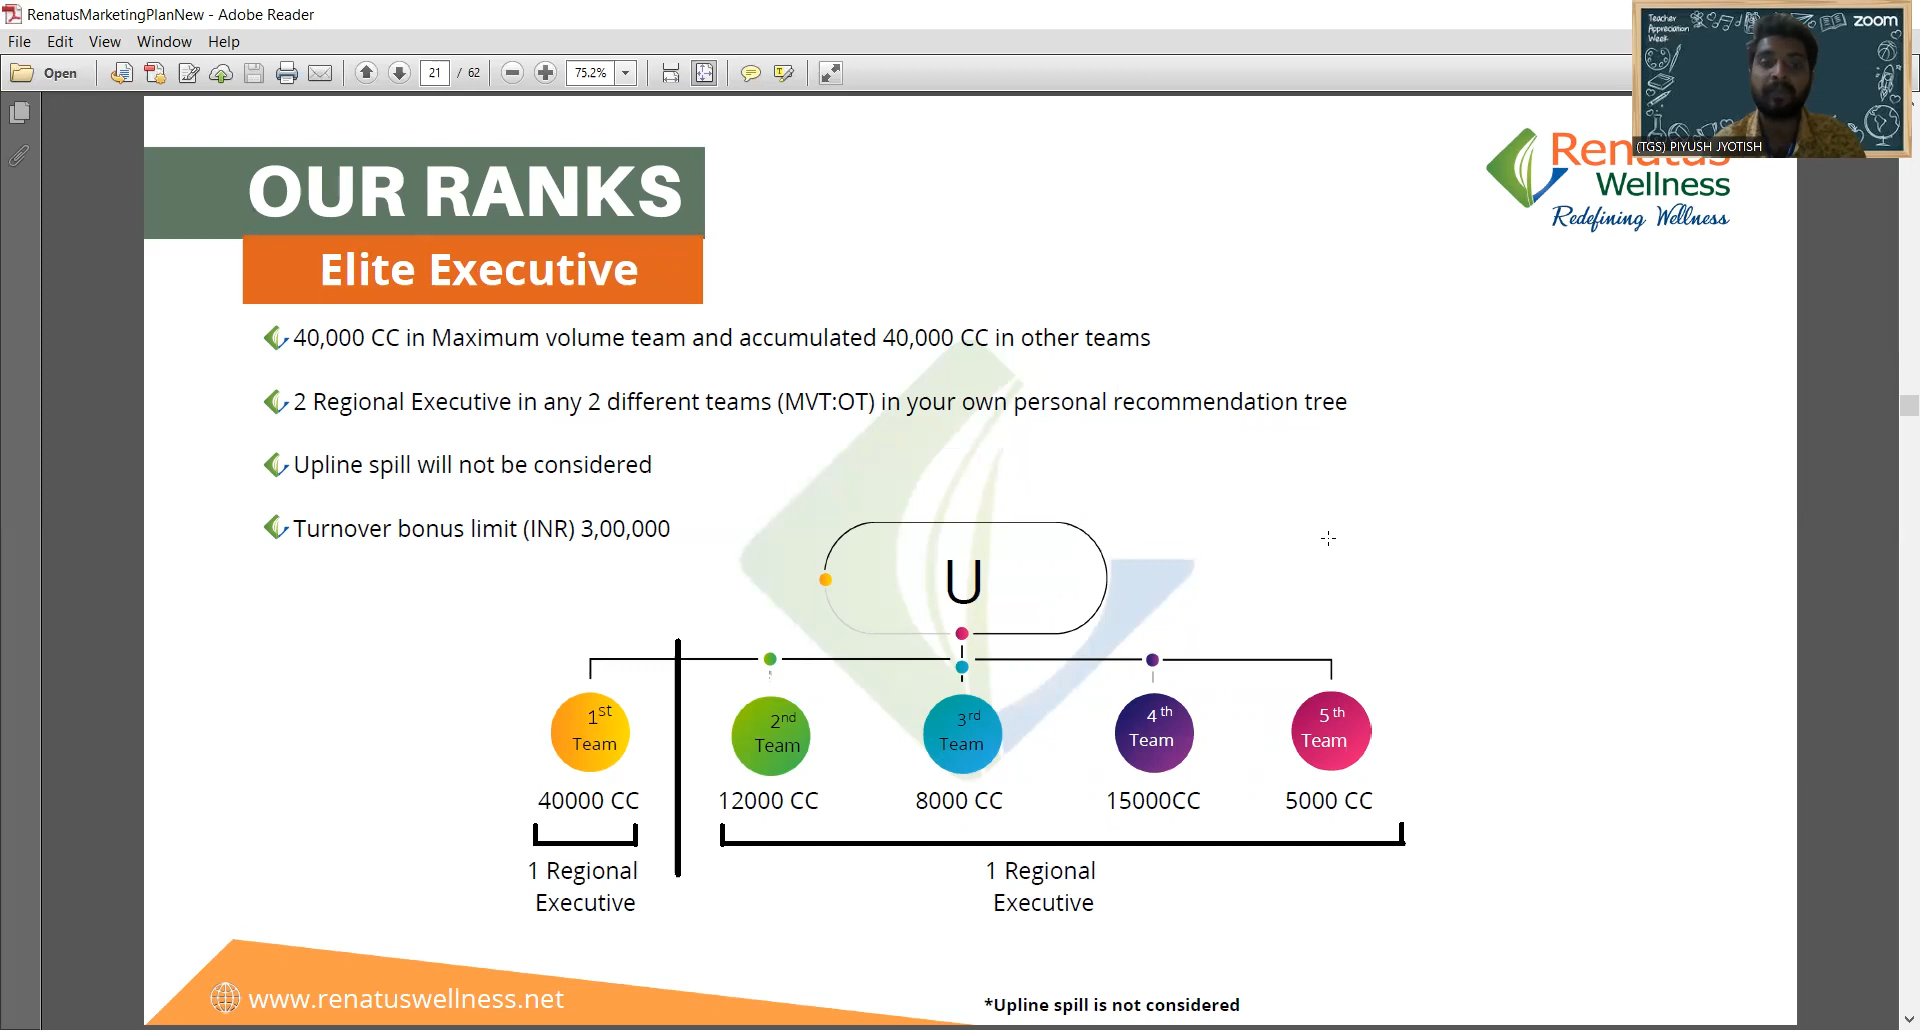 RenatusMarketingPlanNew - Adobe Reader
File Edit View Window Help
Open 21 / 62 75.2%
Teacher
Appreciation
Week
zoom
(TGS) PIYUSH JYOTISH
OUR RANKS
Elite Executive
Renatus
Wellness
Redefining Wellness
40,000 CC in Maximum volume team and accumulated 40,000 CC in other teams
2 Regional Executive in any 2 different teams (MVT:OT) in your own personal recommendation tree
Upline spill will not be considered
Turnover bonus limit (INR) 3,00,000
U
1st Team
2nd Team
3rd Team
4th Team
5th Team
40000 CC 12000 CC 8000 CC 15000CC 5000 CC
1 Regional Executive
1 Regional Executive
www.renatuswellness.net
*Upline spill is not considered